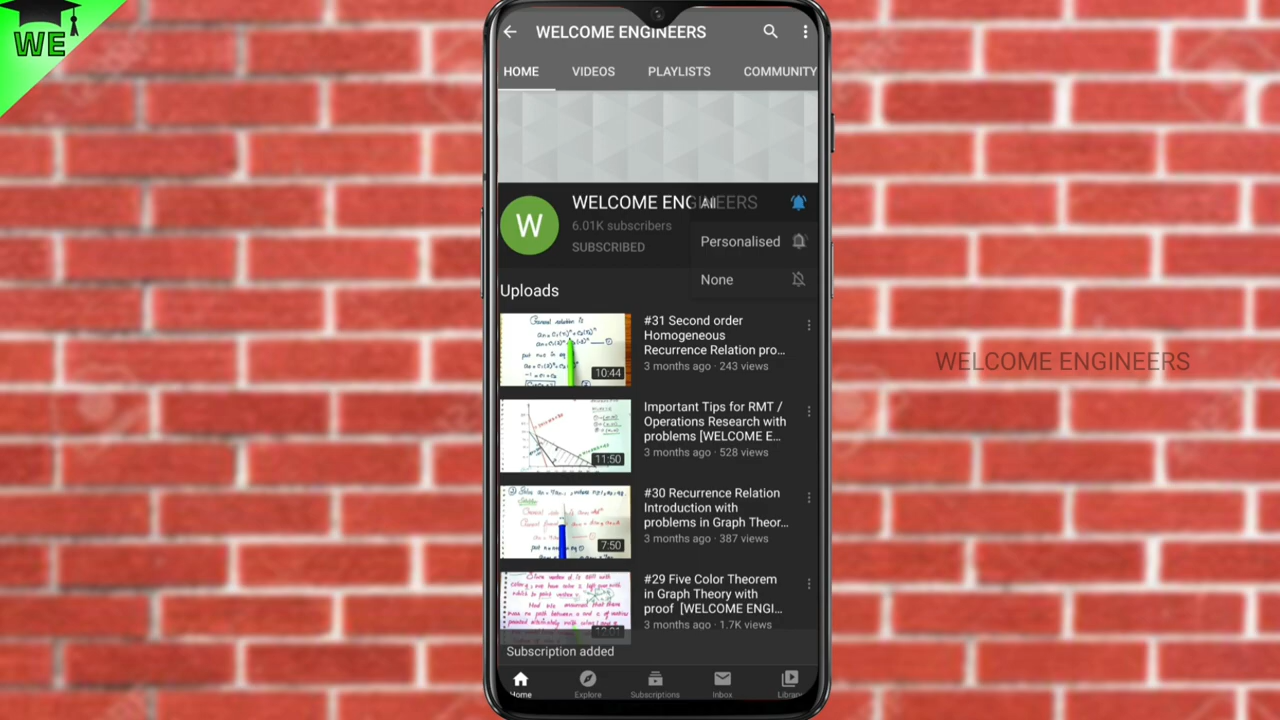 WE
WELCOME ENGINEERS
HOME VIDEOS PLAYLISTS COMMUNITY
WELCOME ENGINEERS
All
6.01K subscribers
Personalised
SUBSCRIBED
None
Uploads
#31 Second order
Homogeneous
Recurrence Relation pro...
3 months ago · 243 views
10:44
Important Tips for RMT /
Operations Research with
problems [WELCOME E...
3 months ago · 528 views
11:50
#30 Recurrence Relation
Introduction with
problems in Graph Theor...
3 months ago · 387 views
7:50
#29 Five Color Theorem
in Graph Theory with
proof [WELCOME ENGI...
3 months ago · 1.7K views
12:01
Subscription added
Home Explore Subscriptions Inbox Library
WELCOME ENGINEERS